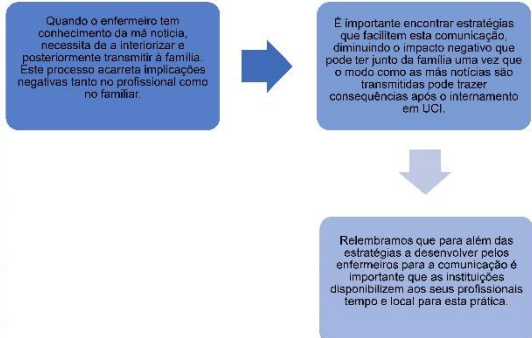 Quando o enfermeiro tem
conhecimento da má noticia,
necessita de a interiorizar e
posteriormente transmitir á família.
Este processo acarreta implicações
negativas tanto no profissional como
no familiar.
É importante encontrar estratégias
que facilitem esta comunicação,
diminuindo o impacto negativo que
pode ter junto da família uma vez que
o modo como as más notícias são
transmitidas pode trazer
consequências após o internamento
em UCI.
Relembramos que para além das
estratégias a desenvolver pelos
enfermeiros para a comunicação é
importante que as instituições
disponibilizem aos seus profissionais
tempo e local para esta prática.